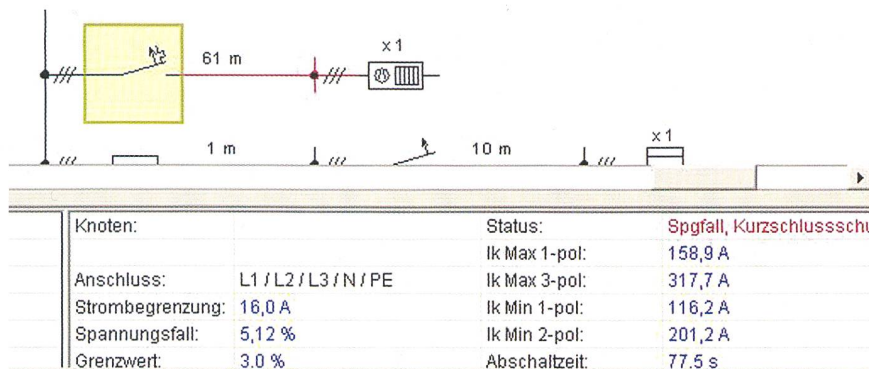 x1
61 m
x1
1 m
10 m
Knoten:
Status: Spgfall, Kurzschlussschu
Ik Max 1-pol: 158,9 A
Anschluss: L1 / L2 / L3 / N / PE
Ik Max 3-pol: 317,7 A
Strombegrenzung: 16,0 A
Ik Min 1-pol: 116,2 A
Spannungsfall: 5,12 %
Ik Min 2-pol: 201,2 A
Grenzwert: 3.0 %
Abschaltzeit: 77.5 s